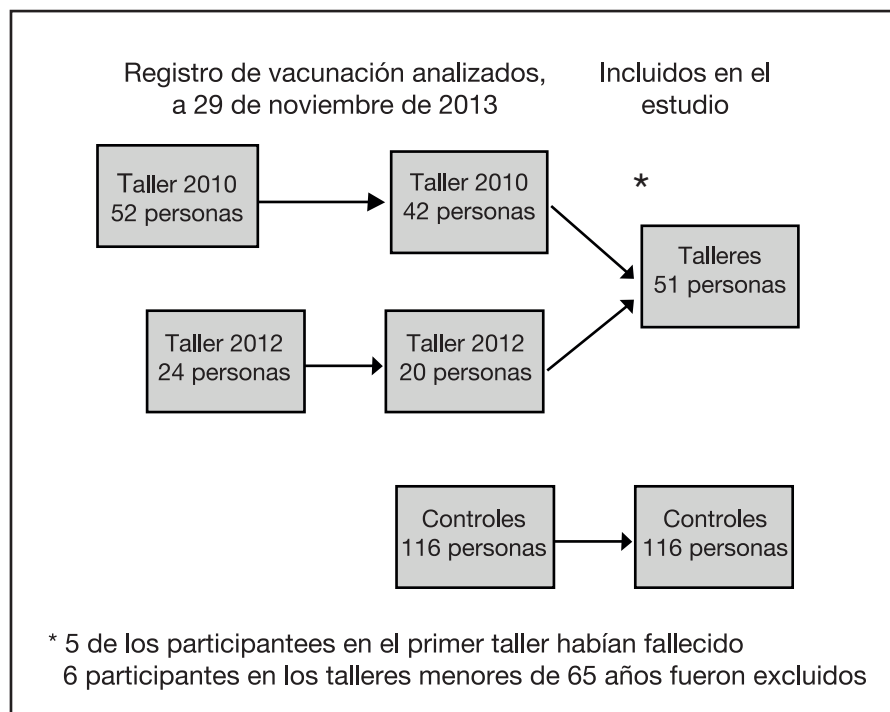 Registro de vacunación analizados,
a 29 de noviembre de 2013
Incluidos en el
estudio
Taller 2010
52 personas
Taller 2010
42 personas
*
Talleres
51 personas
Taller 2012
24 personas
Taller 2012
20 personas
Controles
116 personas
Controles
116 personas
* 5 de los participantees en el primer taller habían fallecido
6 participantes en los talleres menores de 65 años fueron excluidos